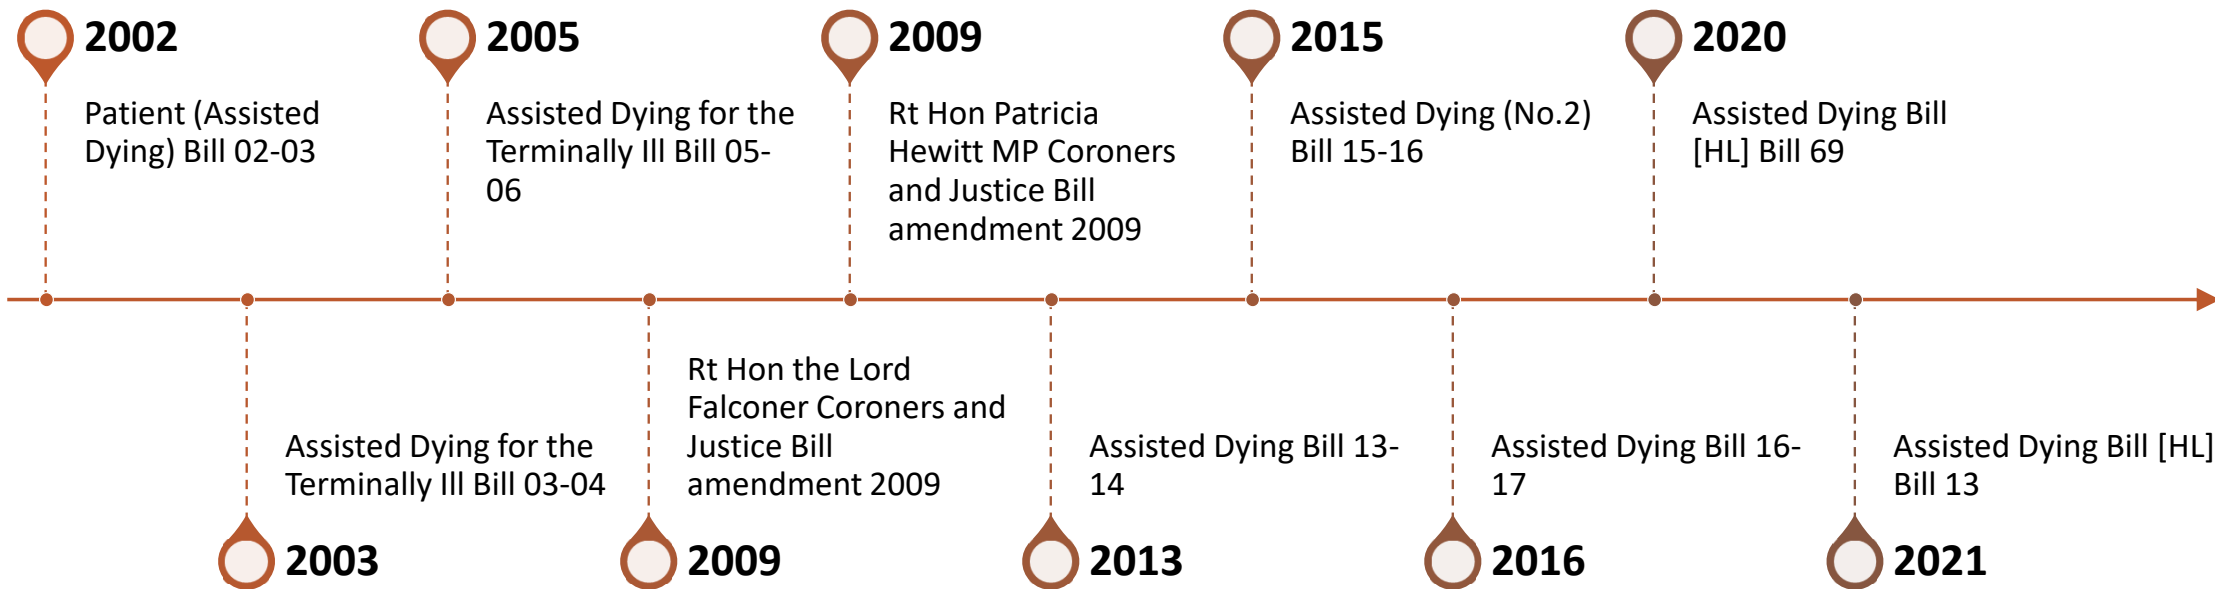 2002
Patient (Assisted
Dying) Bill 02-03
2005
Assisted Dying for the
Terminally Ill Bill 05-
06
2009
Rt Hon Patricia
Hewitt MP Coroners
and Justice Bill
amendment 2009
2015
Assisted Dying (No.2)
Bill 15-16
2020
Assisted Dying Bill
[HL] Bill 69
Assisted Dying for the
Terminally Ill Bill 03-04
2003
Rt Hon the Lord
Falconer Coroners and
Justice Bill
amendment 2009
2009
Assisted Dying Bill 13-
14
2013
Assisted Dying Bill 16-
17
2016
Assisted Dying Bill [HL]
Bill 13
2021